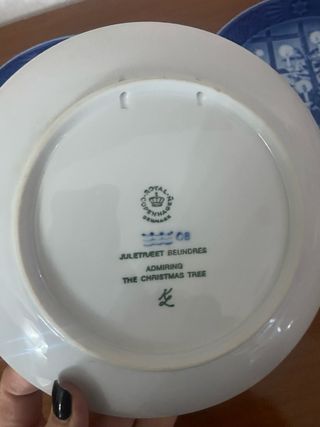 ROYAL
COPENHAGEN
DENMARK
08
JULETRÆET BEUNDRES
ADMIRING
THE CHRISTMAS TREE